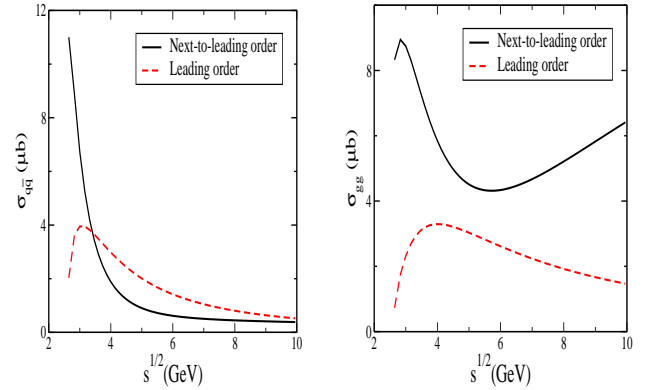 12
8
4
0
2
4
6
8
10
s^{1/2}(GeV)
σ_{qq̅} (μb)
Next-to-leading order
Leading order
8
4
0
2
4
6
8
10
s^{1/2}(GeV)
σ_{gg} (μb)
Next-to-leading order
Leading order